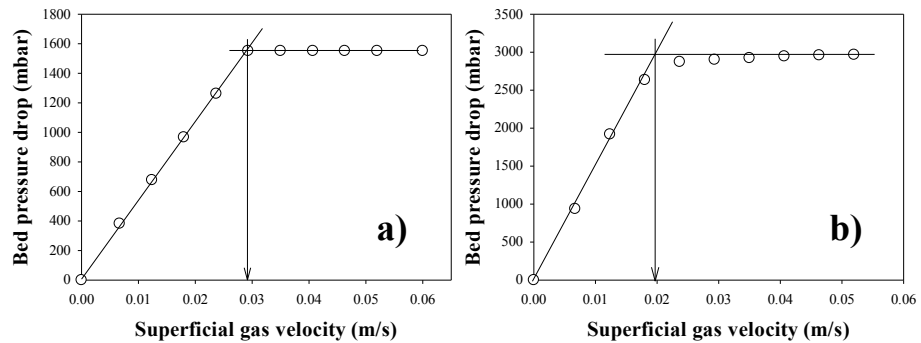 1800
1600
1400
1200
1000
800
600
400
200
0
Bed pressure drop (mbar)
a)
0.00 0.01 0.02 0.03 0.04 0.05 0.06
Superficial gas velocity (m/s)
3500
3000
2500
2000
1500
1000
500
0
Bed pressure drop (mbar)
b)
0.00 0.01 0.02 0.03 0.04 0.05 0.06
Superficial gas velocity (m/s)